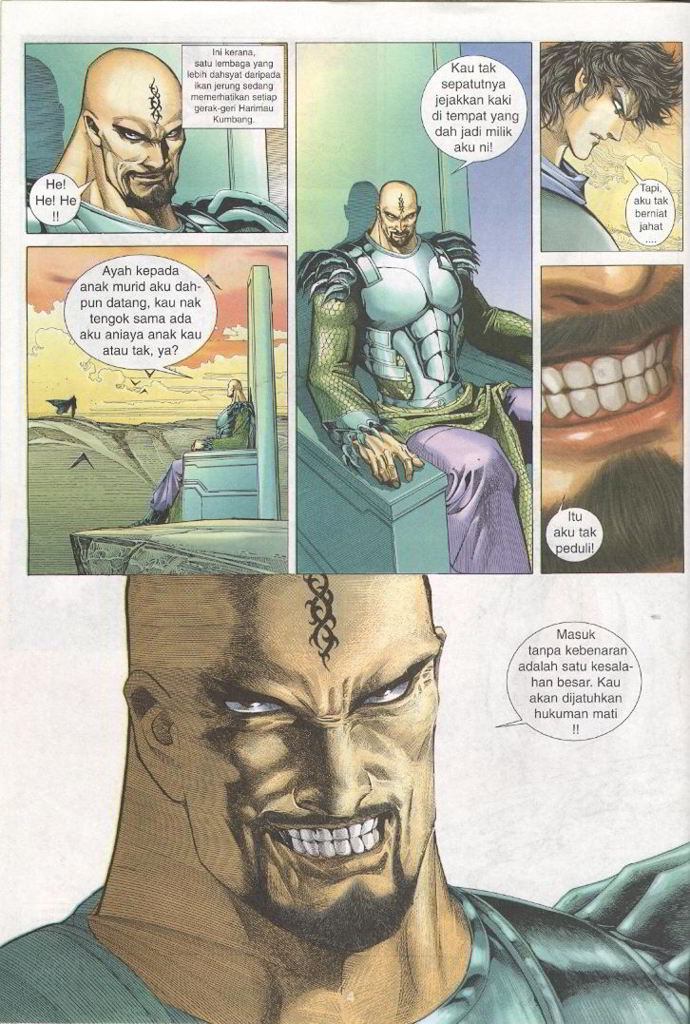 Ini kerana,
satu lembaga yang
lebih dahsyat daripada
ikan jerung sedang
memerhatikan setiap
gerak-geri Harimau
Kumbang.
He!
He! He
!!
Ayah kepada
anak murid aku dah-
pun datang, kau nak
tengok sama ada
aku aniaya anak kau
atau tak, ya?
Kau tak
sepatutnya
jejakkan kaki
di tempat yang
dah jadi milik
aku ni!
Tapi,
aku tak
berniat
jahat
....
Itu
aku tak
peduli!
Masuk
tanpa kebenaran
adalah satu kesala-
han besar. Kau
akan dijatuhkan
hukuman mati
!!
4